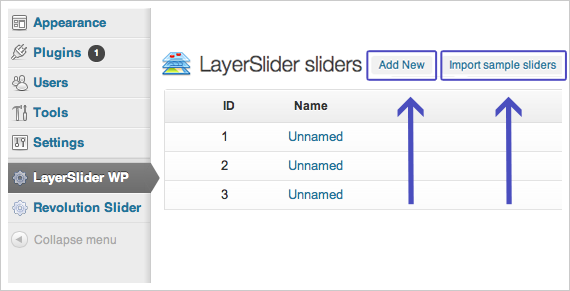 Appearance
Plugins 1
Users
Tools
Settings
LayerSlider WP
Revolution Slider
Collapse menu
LayerSlider sliders Add New Import sample sliders
ID Name
1 Unnamed
2 Unnamed
3 Unnamed